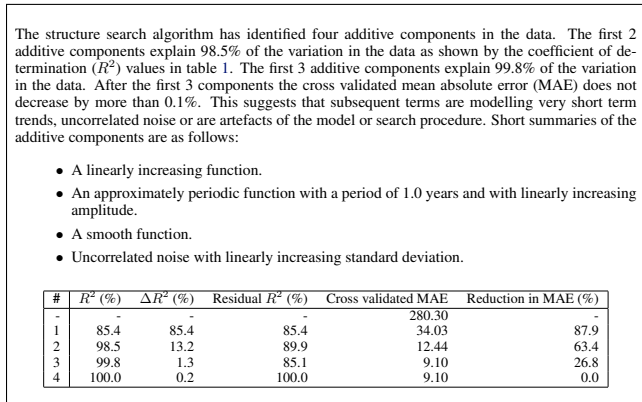 The structure search algorithm has identified four additive components in the data. The first 2
additive components explain 98.5% of the variation in the data as shown by the coefficient of de-
termination (R²) values in table 1. The first 3 additive components explain 99.8% of the variation
in the data. After the first 3 components the cross validated mean absolute error (MAE) does not
decrease by more than 0.1%. This suggests that subsequent terms are modelling very short term
trends, uncorrelated noise or are artefacts of the model or search procedure. Short summaries of the
additive components are as follows:
• A linearly increasing function.
• An approximately periodic function with a period of 1.0 years and with linearly increasing
amplitude.
• A smooth function.
• Uncorrelated noise with linearly increasing standard deviation.
# R² (%) ΔR² (%) Residual R² (%) Cross validated MAE Reduction in MAE (%)
- - - - 280.30 -
1 85.4 85.4 85.4 34.03 87.9
2 98.5 13.2 89.9 12.44 63.4
3 99.8 1.3 85.1 9.10 26.8
4 100.0 0.2 100.0 9.10 0.0